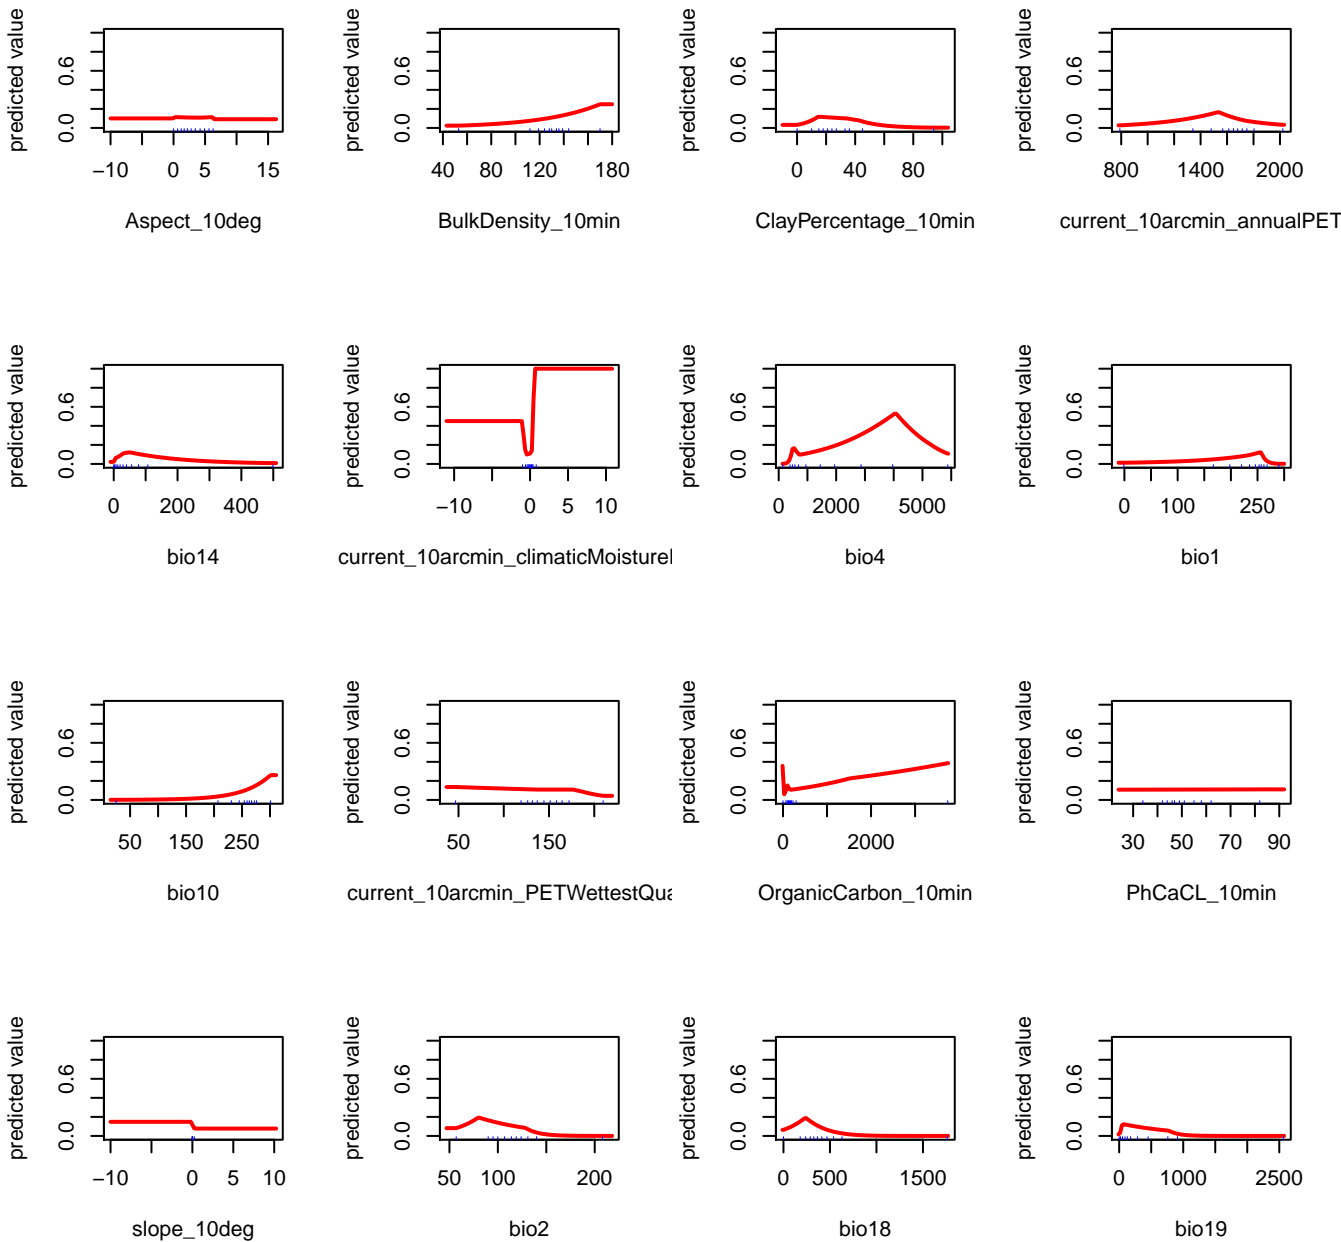 predicted value
0.0 0.6
-10 0 5 15
Aspect_10deg
predicted value
0.0 0.6
40 80 120 180
BulkDensity_10min
predicted value
0.0 0.6
0 40 80
ClayPercentage_10min
predicted value
0.0 0.6
800 1400 2000
current_10arcmin_annualPET
predicted value
0.0 0.6
0 200 400
bio14
predicted value
0.0 0.6
-10 0 5 10
current_10arcmin_climaticMoistureI
predicted value
0.0 0.6
0 2000 5000
bio4
predicted value
0.0 0.6
0 100 250
bio1
predicted value
0.0 0.6
50 150 250
bio10
predicted value
0.0 0.6
50 150
current_10arcmin_PETWettestQua
predicted value
0.0 0.6
0 2000
OrganicCarbon_10min
predicted value
0.0 0.6
30 50 70 90
PhCaCL_10min
predicted value
0.0 0.6
-10 0 5 10
slope_10deg
predicted value
0.0 0.6
50 100 200
bio2
predicted value
0.0 0.6
0 500 1500
bio18
predicted value
0.0 0.6
0 1000 2500
bio19